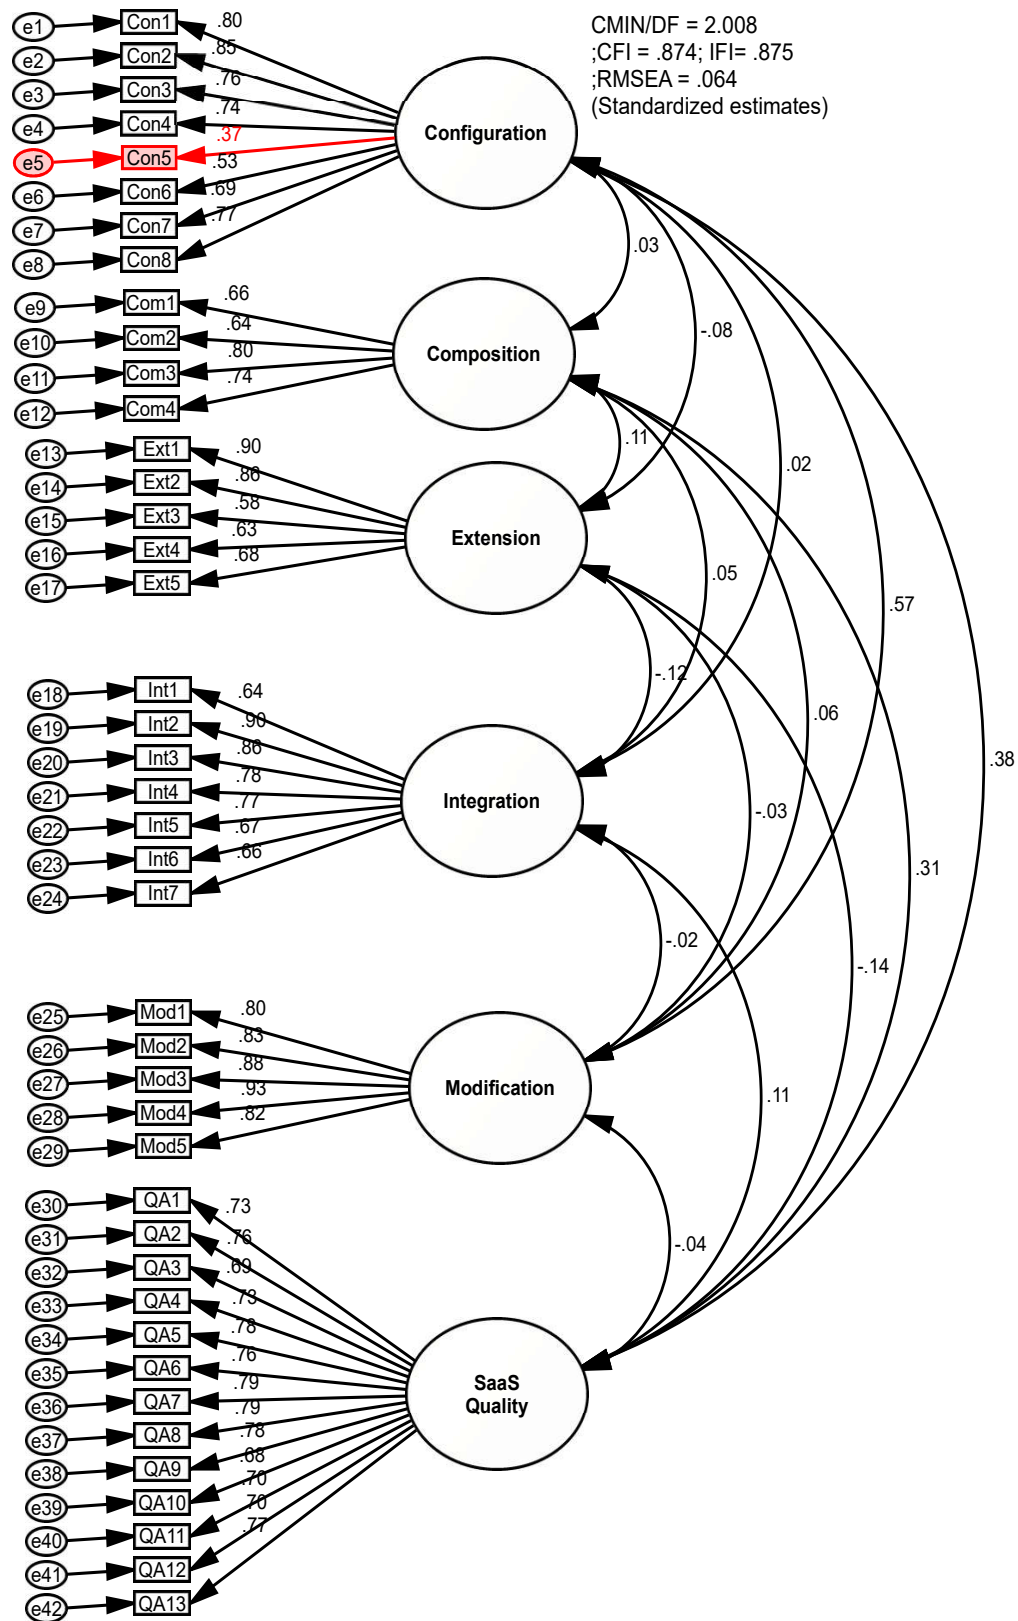 CMIN/DF = 2.008
;CFI = .874; IFI= .875
;RMSEA = .064
(Standardized estimates)
e1 Con1 .80
e2 Con2 .85
e3 Con3 .76
e4 Con4 .74
e5 Con5 .37
e6 Con6 .53
e7 Con7 .69
e8 Con8 .77
Configuration
e9 Com1 .66
e10 Com2 .64
e11 Com3 .80
e12 Com4 .74
Composition
e13 Ext1 .90
e14 Ext2 .86
e15 Ext3 .58
e16 Ext4 .63
e17 Ext5 .68
Extension
e18 Int1 .64
e19 Int2 .90
e20 Int3 .86
e21 Int4 .78
e22 Int5 .77
e23 Int6 .67
e24 Int7 .66
Integration
e25 Mod1 .80
e26 Mod2 .83
e27 Mod3 .88
e28 Mod4 .93
e29 Mod5 .82
Modification
e30 QA1 .73
e31 QA2 .76
e32 QA3 .69
e33 QA4 .73
e34 QA5 .78
e35 QA6 .76
e36 QA7 .79
e37 QA8 .79
e38 QA9 .78
e39 QA10 .68
e40 QA11 .70
e41 QA12 .70
e42 QA13 .77
SaaS
Quality
.03
-.08
.11
.02
.05
.57
-.12
.06
.38
-.03
.31
-.02
-.14
.11
-.04